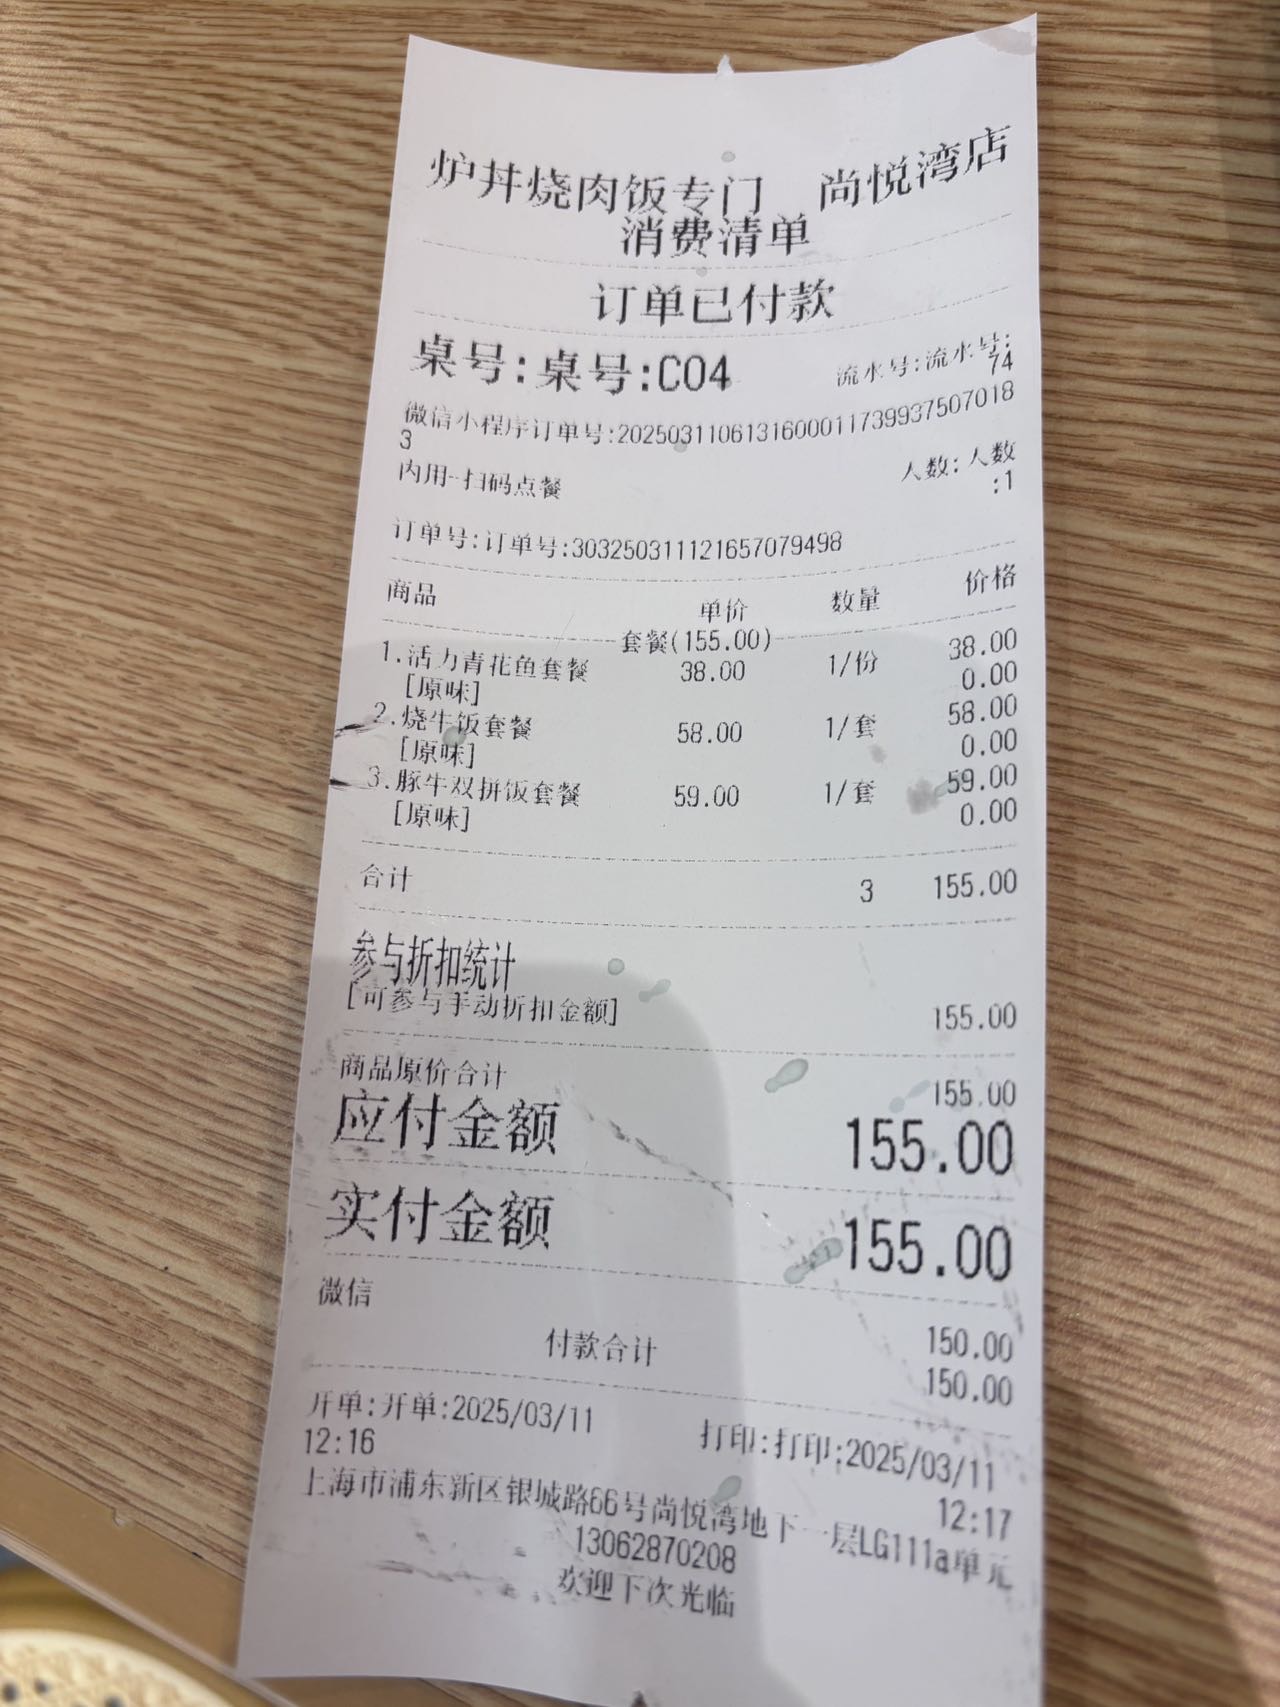 炉丼烧肉饭专门 尚悦湾店
消费清单
订单已付款
桌号:桌号:C04 流水号:流水号:
74
微信小程序订单号:2025031106131600011739937507018
3
内用-扫码点餐 人数:人数
:1
订单号:订单号:3032503111121657079498
商品 单价 数量 价格
套餐(155.00)
1.活力青花鱼套餐 38.00 1/份 38.00
[原味] 0.00
2.烧牛饭套餐 58.00 1/套 58.00
[原味] 0.00
3.豚牛双拼饭套餐 59.00 1/套 59.00
[原味] 0.00
合计 3 155.00
参与折扣统计
[可参与手动折扣金额] 155.00
商品原价合计 155.00
应付金额 155.00
实付金额 155.00
微信 150.00
付款合计 150.00
开单:开单:2025/03/11 打印:打印:2025/03/11
12:16 12:17
上海市浦东新区银城路66号尚悦湾地下一层LG111a单元
13062870208
欢迎下次光临